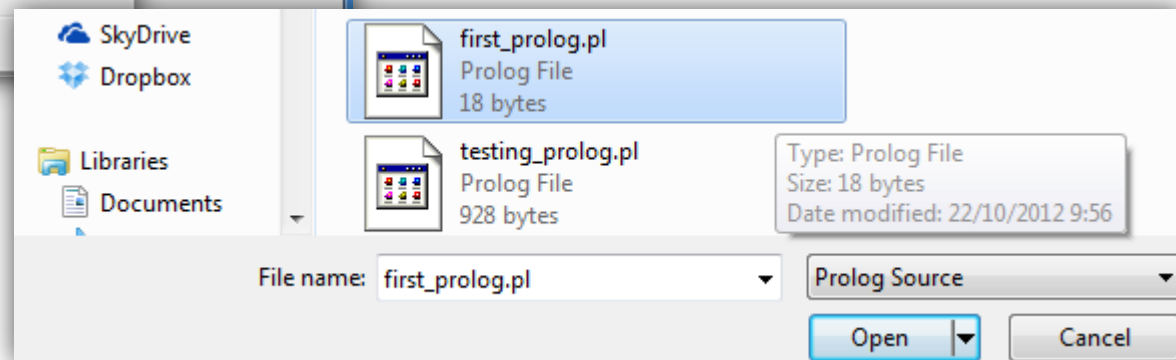 SkyDrive
Dropbox
Libraries
Documents
first_prolog.pl
Prolog File
18 bytes
testing_prolog.pl
Prolog File
928 bytes
Type: Prolog File
Size: 18 bytes
Date modified: 22/10/2012 9:56
File name: first_prolog.pl
Prolog Source
Open
Cancel